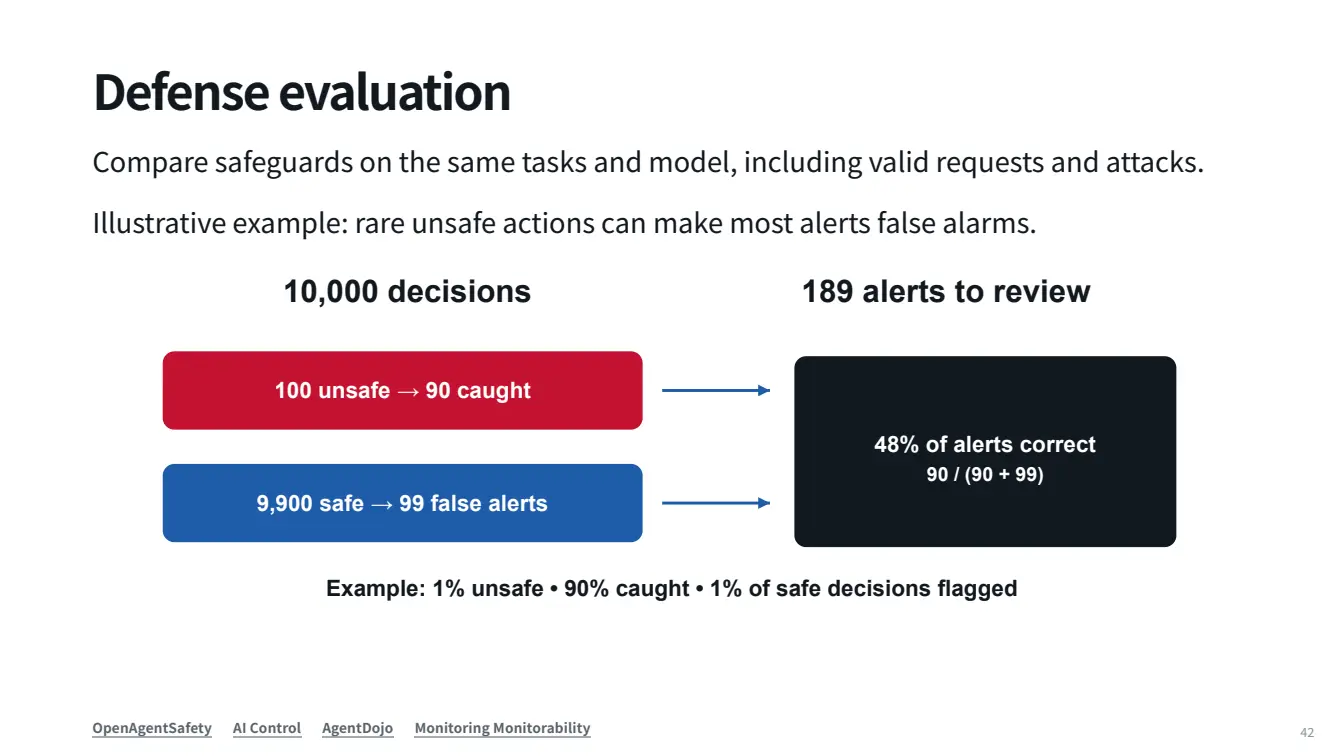 Defense evaluation
Compare safeguards on the same tasks and model, including valid requests and attacks.
Illustrative example: rare unsafe actions can make most alerts false alarms.
10,000 decisions
189 alerts to review
100 unsafe → 90 caught
9,900 safe → 99 false alerts
48% of alerts correct
90 / (90 + 99)
Example: 1% unsafe • 90% caught • 1% of safe decisions flagged
OpenAgentSafety AI Control AgentDojo Monitoring Monitorability
42